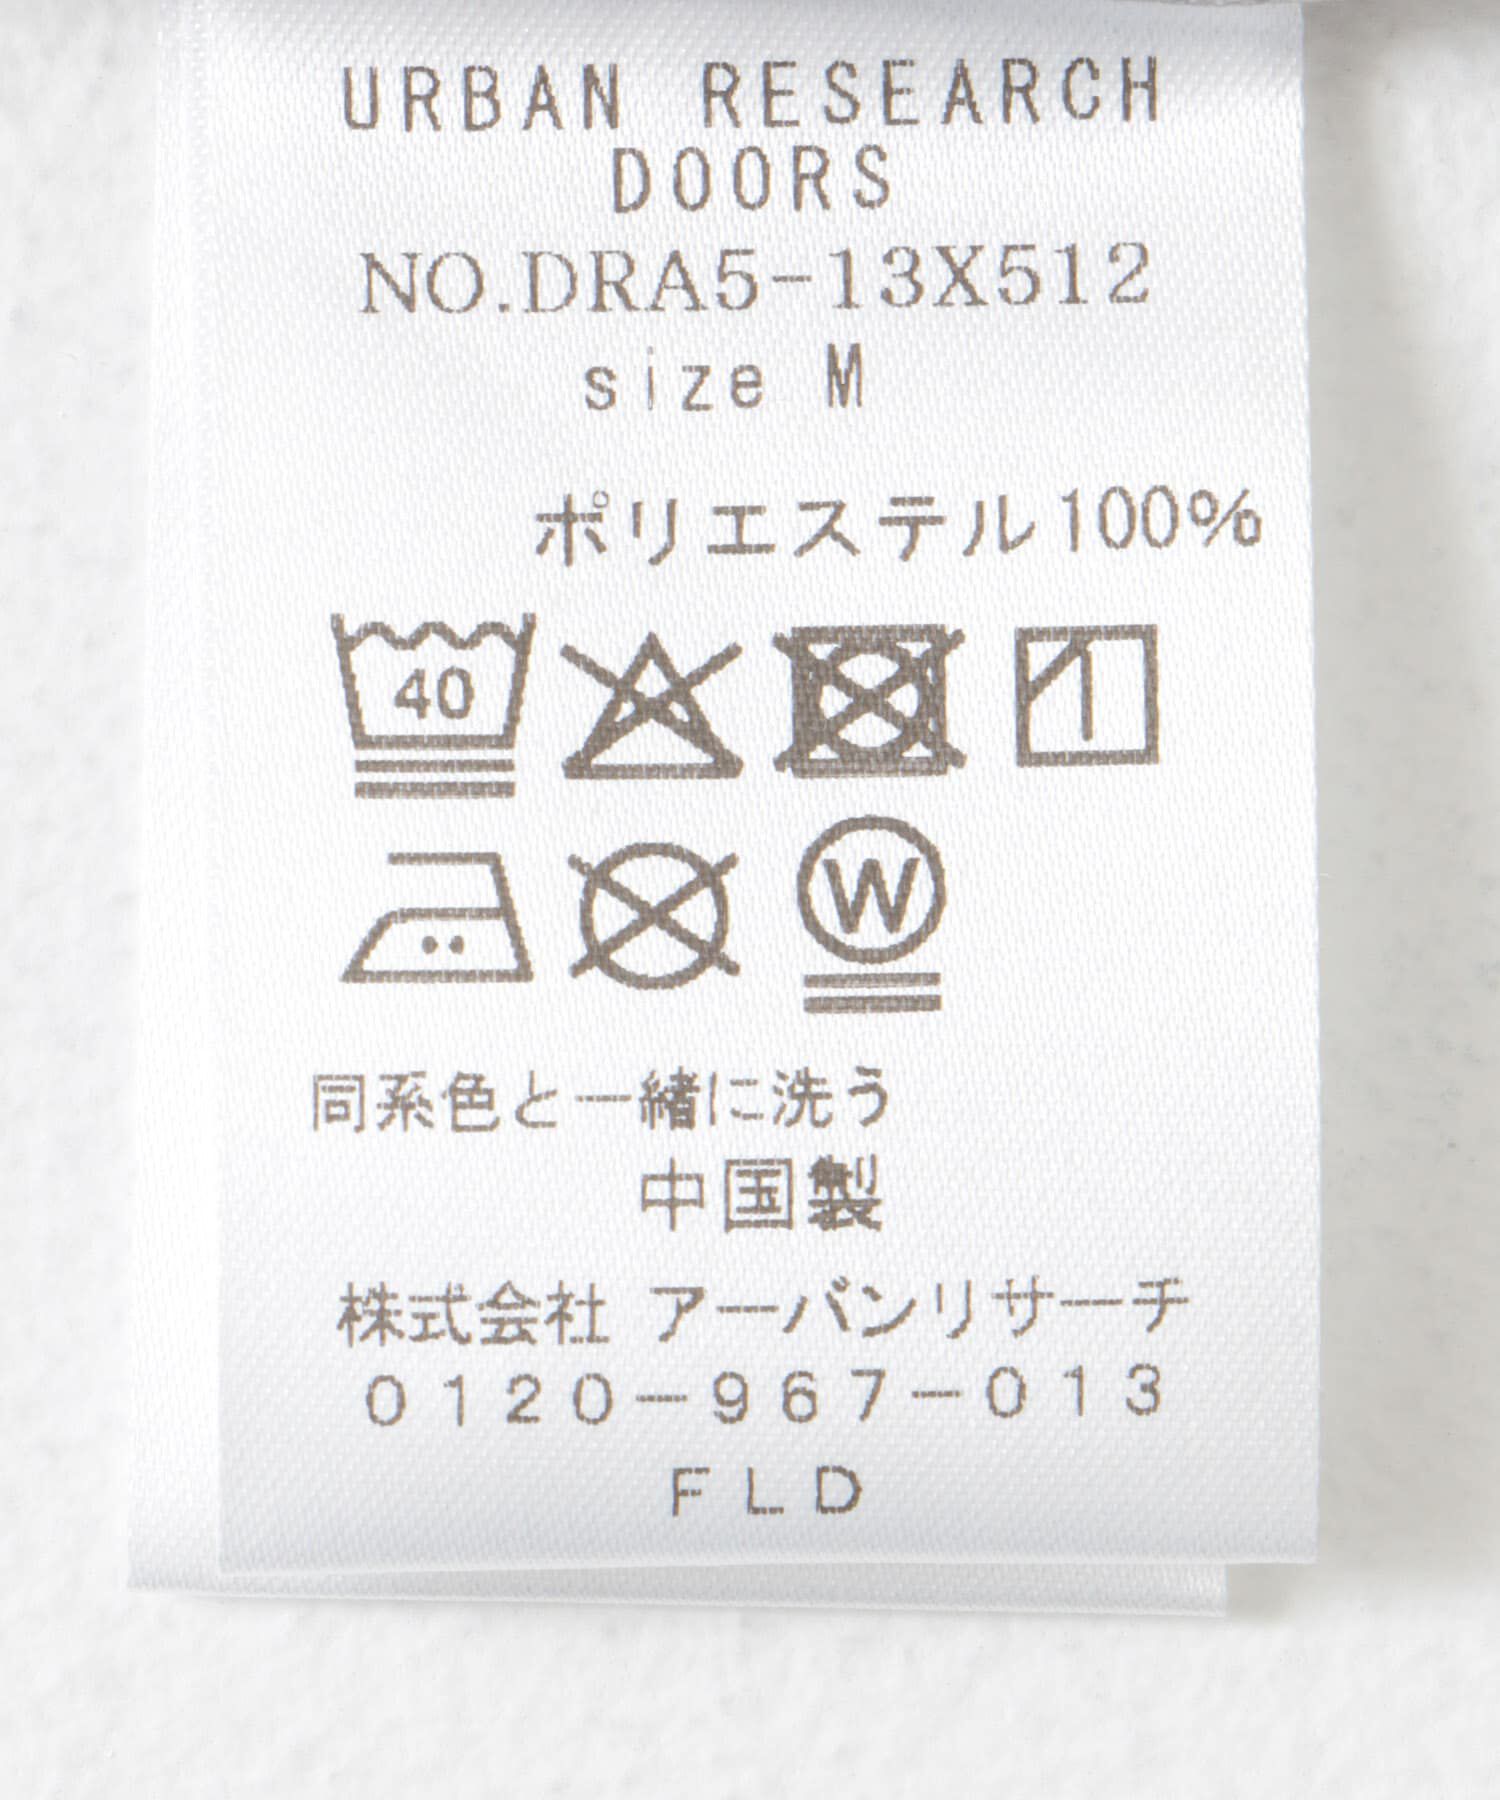 URBAN RESEARCH
DOORS
NO.DRA5-13X512
size M
ポリエステル100%
40
W
同系色と一緒に洗う
中国製
株式会社 アーバンリサーチ
0120-967-013
FLD